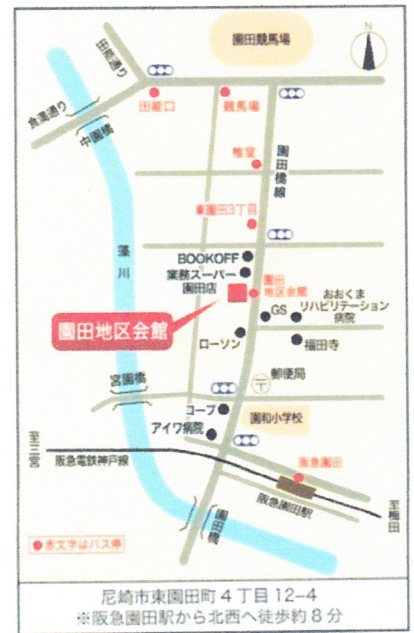 園田競馬場
N
田能通り
食満通り
中園橋
田能口
競馬場
園田橋線
椎堂
東園田3丁目
藻川
BOOKOFF
業務スーパー
園田店
園田
地区会館
おおくま
リハビリテーション
病院
GS
園田地区会館
ローソン
福田寺
宮園橋
〒
郵便局
コープ
園和小学校
アイワ病院
至三宮
阪急電鉄神戸線
阪急園田
阪急園田駅
至梅田
園田橋
●赤文字はバス停
尼崎市東園田町4丁目12-4
※阪急園田駅から北西へ徒歩約8分